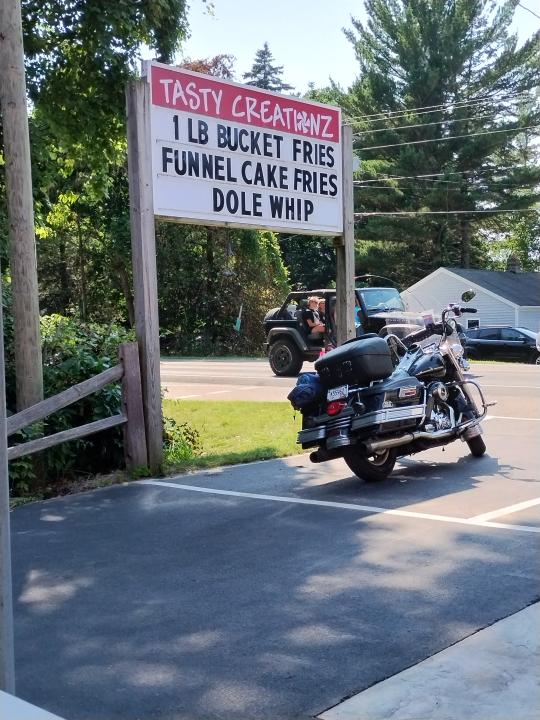 TASTY CREATIONZ
1 LB BUCKET FRIES
FUNNEL CAKE FRIES
DOLE WHIP